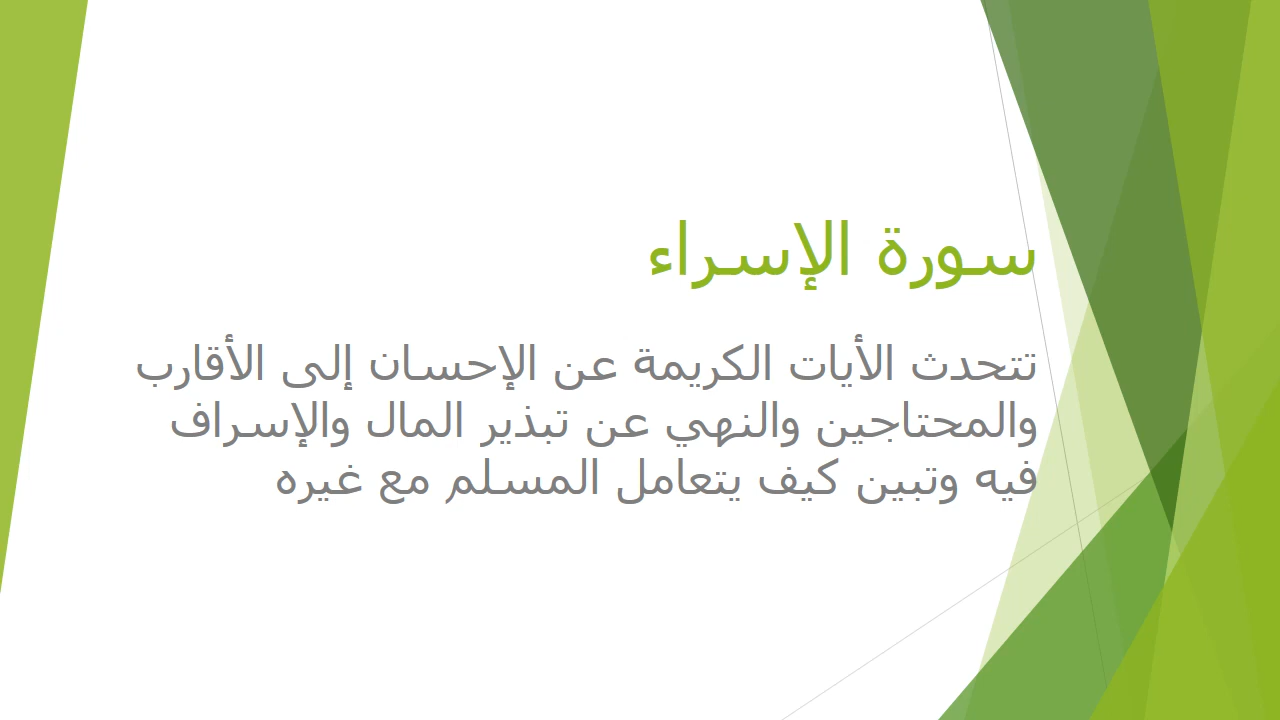 سورة الإسراء
تتحدث الأيات الكريمة عن الإحسان إلى الأقارب
والمحتاجين والنهي عن تبذير المال والإسراف
فيه وتبين كيف يتعامل المسلم مع غيره